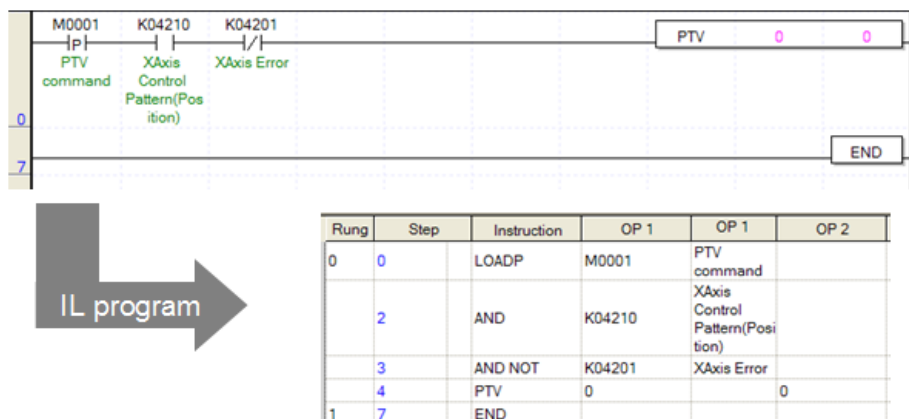 M0001 K04210 K04201
P
PTV 0 0
PTV XAxis XAxis Error
command Control
Pattern(Pos
ition)
0
END
7
IL program
Rung Step Instruction OP 1 OP 1 OP 2
0 0 LOADP M0001 PTV
command
2 AND K04210 XAxis
Control
Pattern(Posi
tion)
3 AND NOT K04201 XAxis Error
4 PTV 0 0
1 7 END